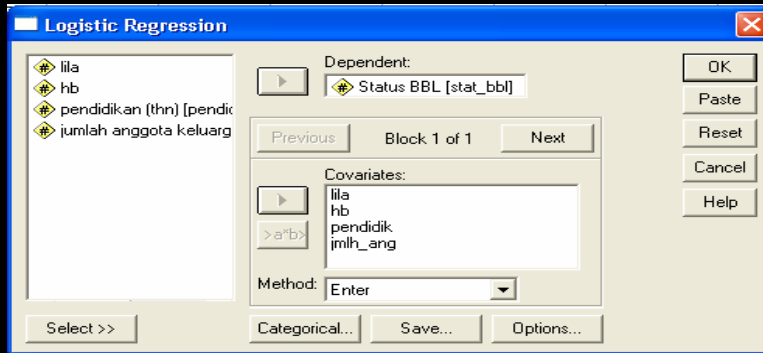 Logistic Regression
lila
hb
pendidikan (thn) [pendic
jumlah anggota keluarg
Dependent:
Status BBL [stat_bbl]
Previous
Block 1 of 1
Next
Covariates:
lila
hb
pendidik
jmlh_ang
>a*b>
Method:
Enter
Select >>
Categorical...
Save...
Options...
OK
Paste
Reset
Cancel
Help